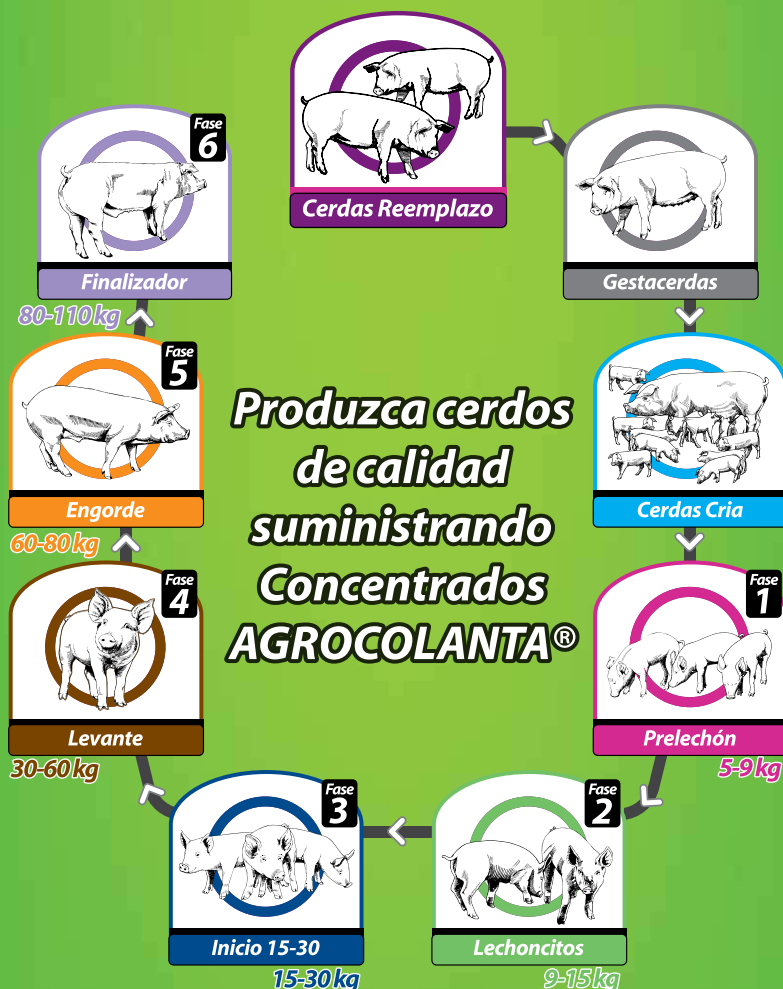 Cerdas Reemplazo
Gestacerdas
Cerdas Cria
Fase
1
Prelechón
5-9 kg
Fase
2
Lechoncitos
9-15 kg
Fase
3
Inicio 15-30
15-30 kg
Fase
4
Levante
30-60 kg
Fase
5
Engorde
60-80 kg
Fase
6
Finalizador
80-110 kg
Produzca cerdos
de calidad
suministrando
Concentrados
AGROCOLANTA®